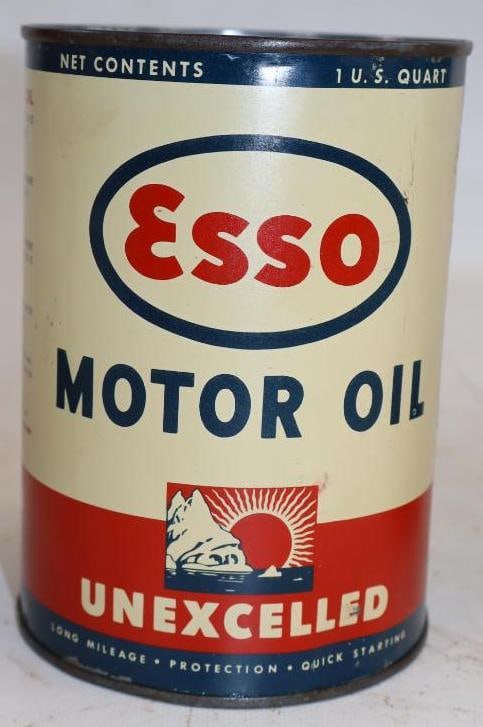 NET CONTENTS 1 U.S. QUART
Esso
MOTOR OIL
UNEXCELLED
LONG MILEAGE • PROTECTION • QUICK STARTING